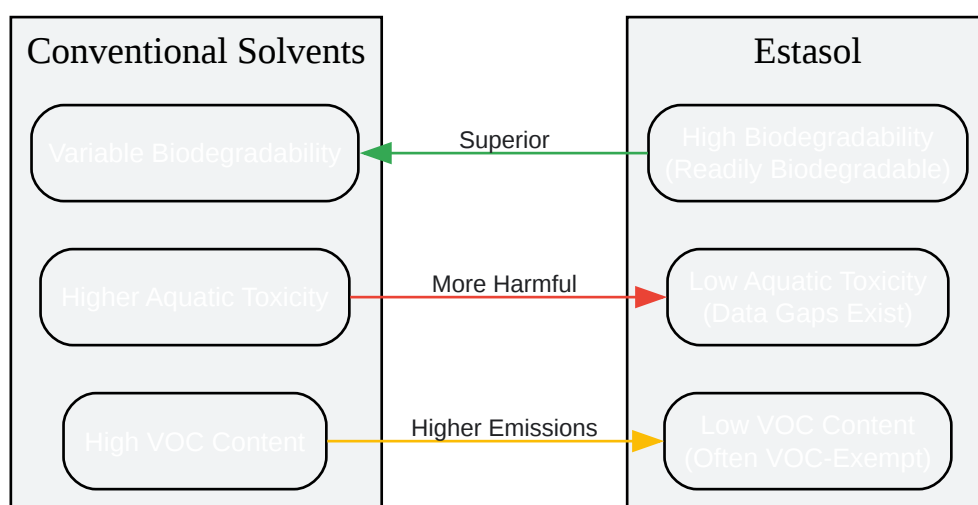 Conventional Solvents
Estasol
Variable Biodegradability
Superior
High Biodegradability
(Readily Biodegradable)
Higher Aquatic Toxicity
More Harmful
Low Aquatic Toxicity
(Data Gaps Exist)
High VOC Content
Higher Emissions
Low VOC Content
(Often VOC-Exempt)